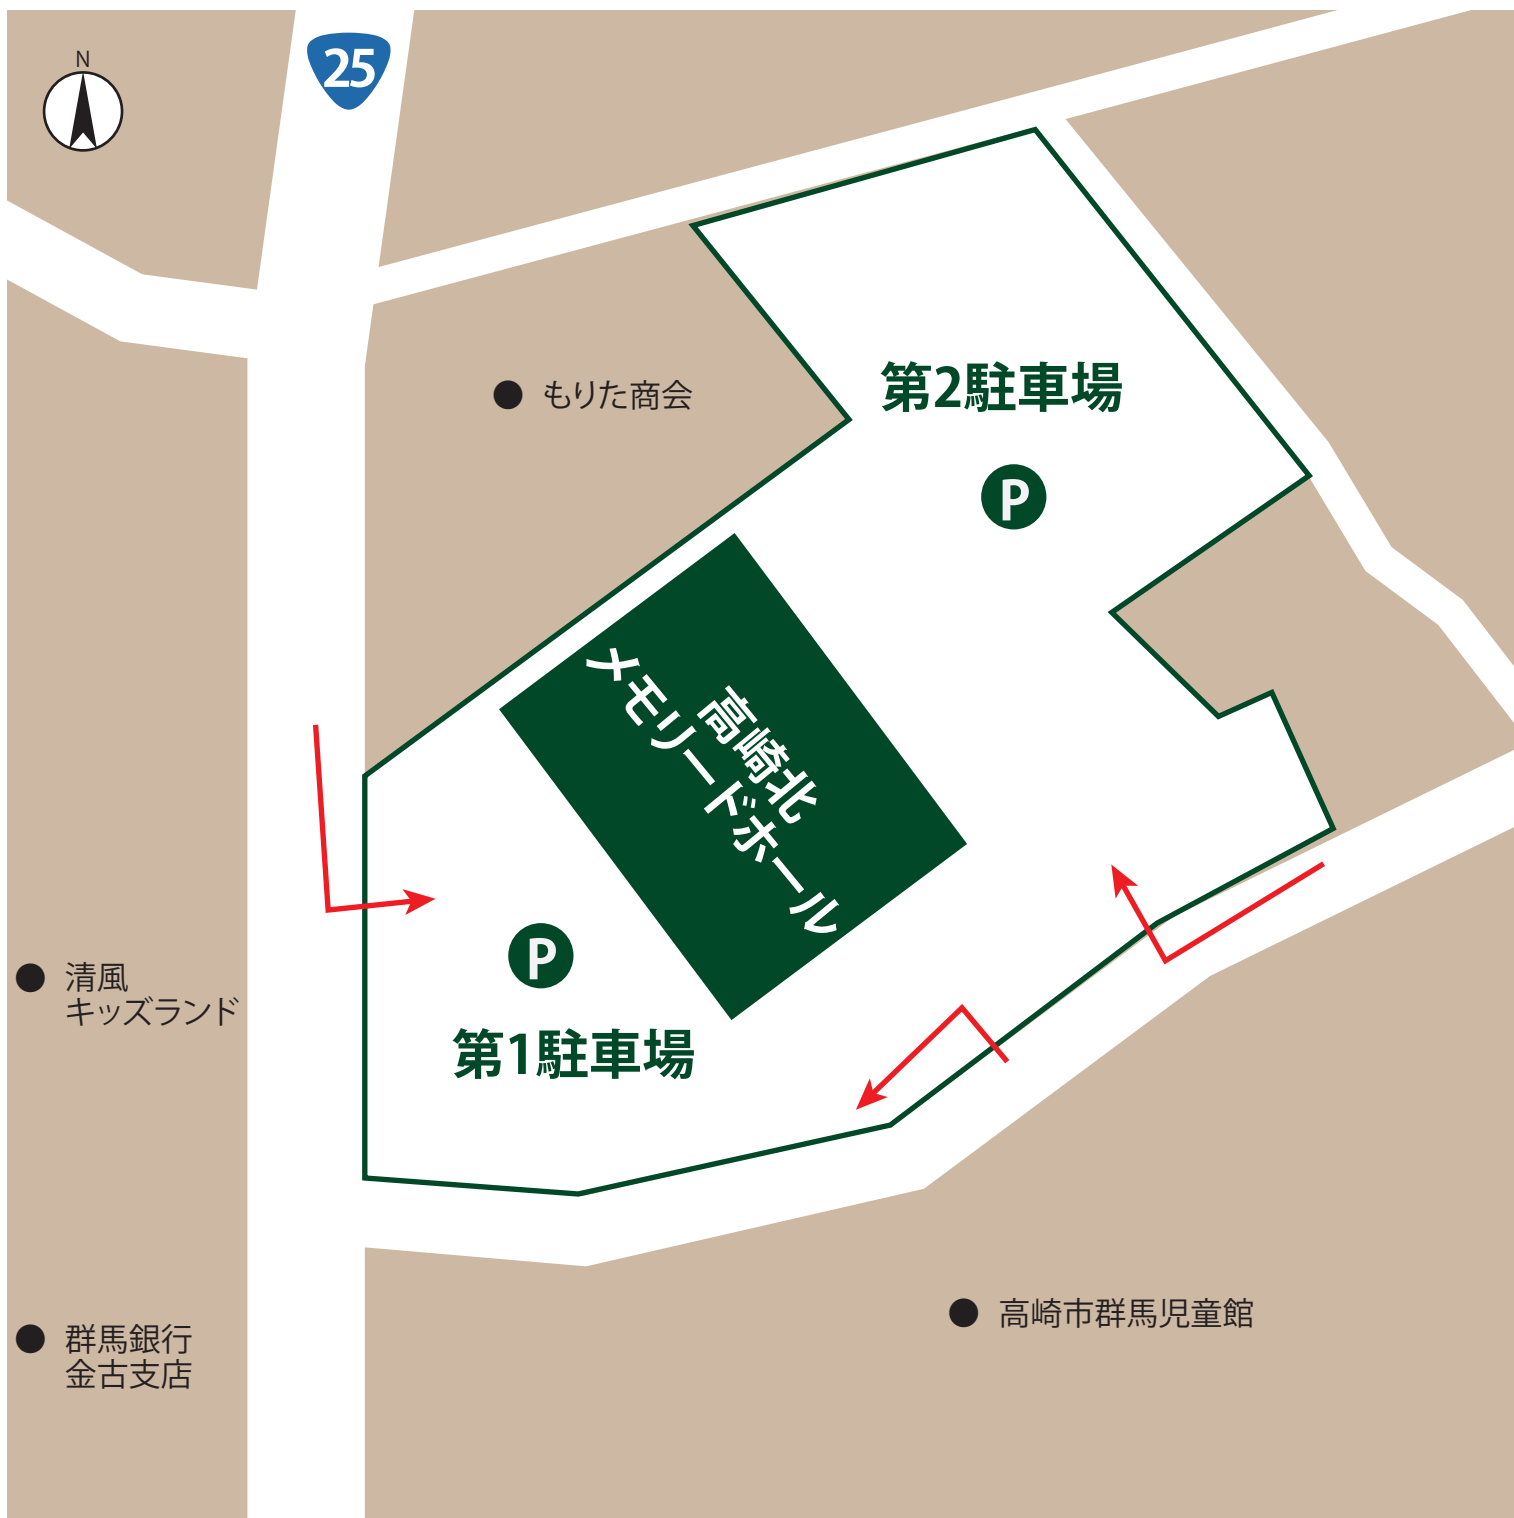 N
25
もりた商会
第2駐車場
P
高崎北
メモリードホール
P
第1駐車場
清風
キッズランド
高崎市群馬児童館
群馬銀行
金古支店